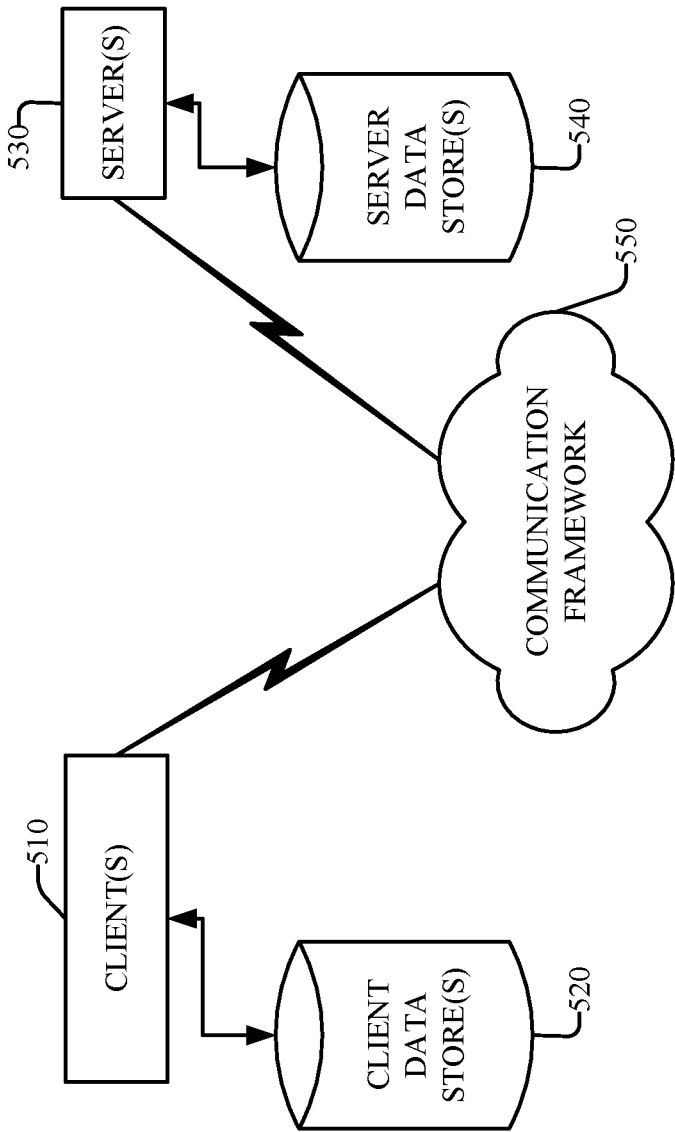 510
CLIENT(S)
530
SERVER(S)
CLIENT
DATA
STORE(S)
520
SERVER
DATA
STORE(S)
540
COMMUNICATION
FRAMEWORK
550